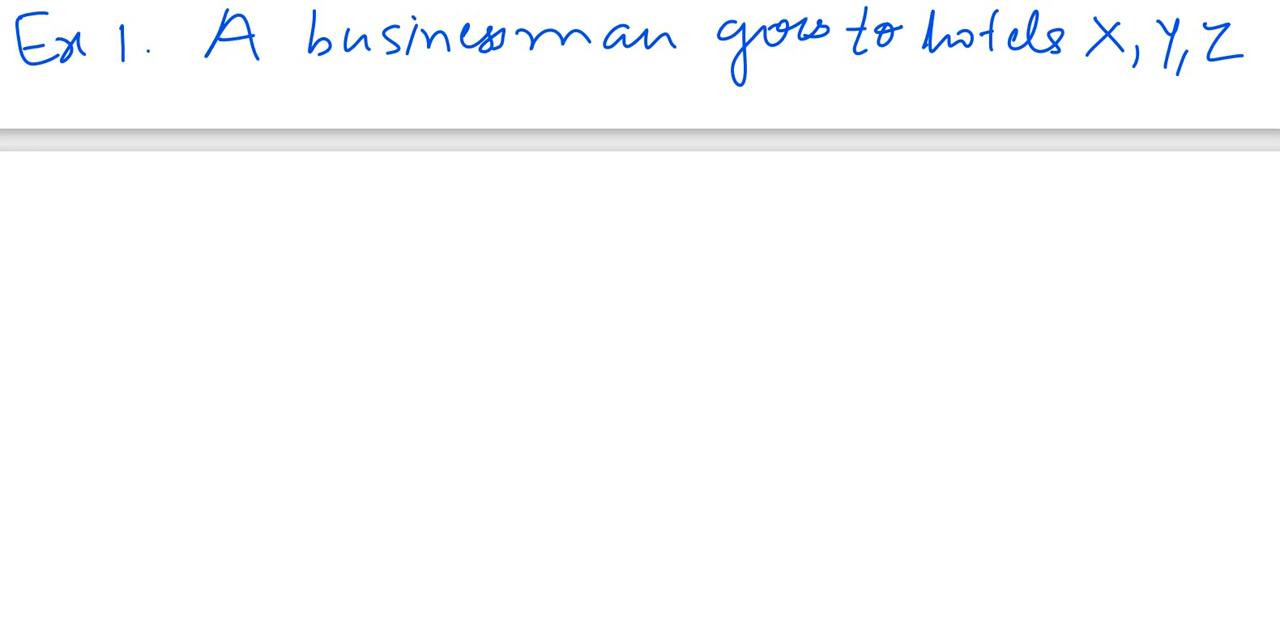 Ex 1. A businessman goes to hotels X, Y, Z